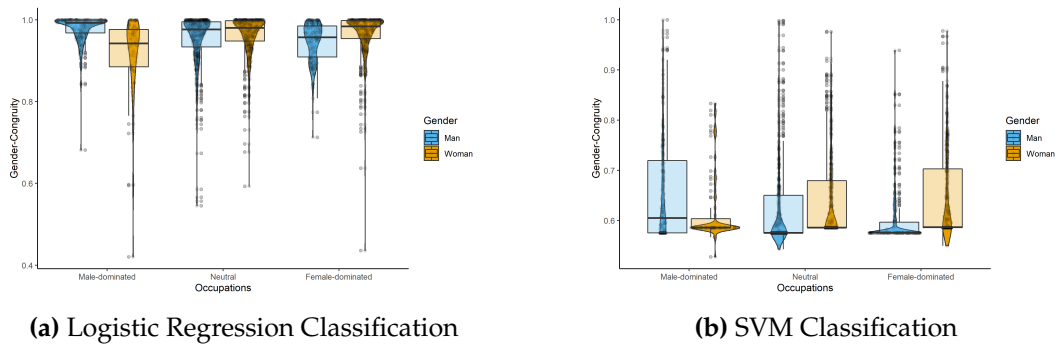 1.0
0.8
0.6
0.4
Gender-Congruity
Male-dominated
Neutral
Female-dominated
Occupations
Gender
Man
Woman
(a) Logistic Regression Classification
1.0
0.9
0.8
0.7
0.6
Gender-Congruity
Male-dominated
Neutral
Female-dominated
Occupations
Gender
Man
Woman
(b) SVM Classification